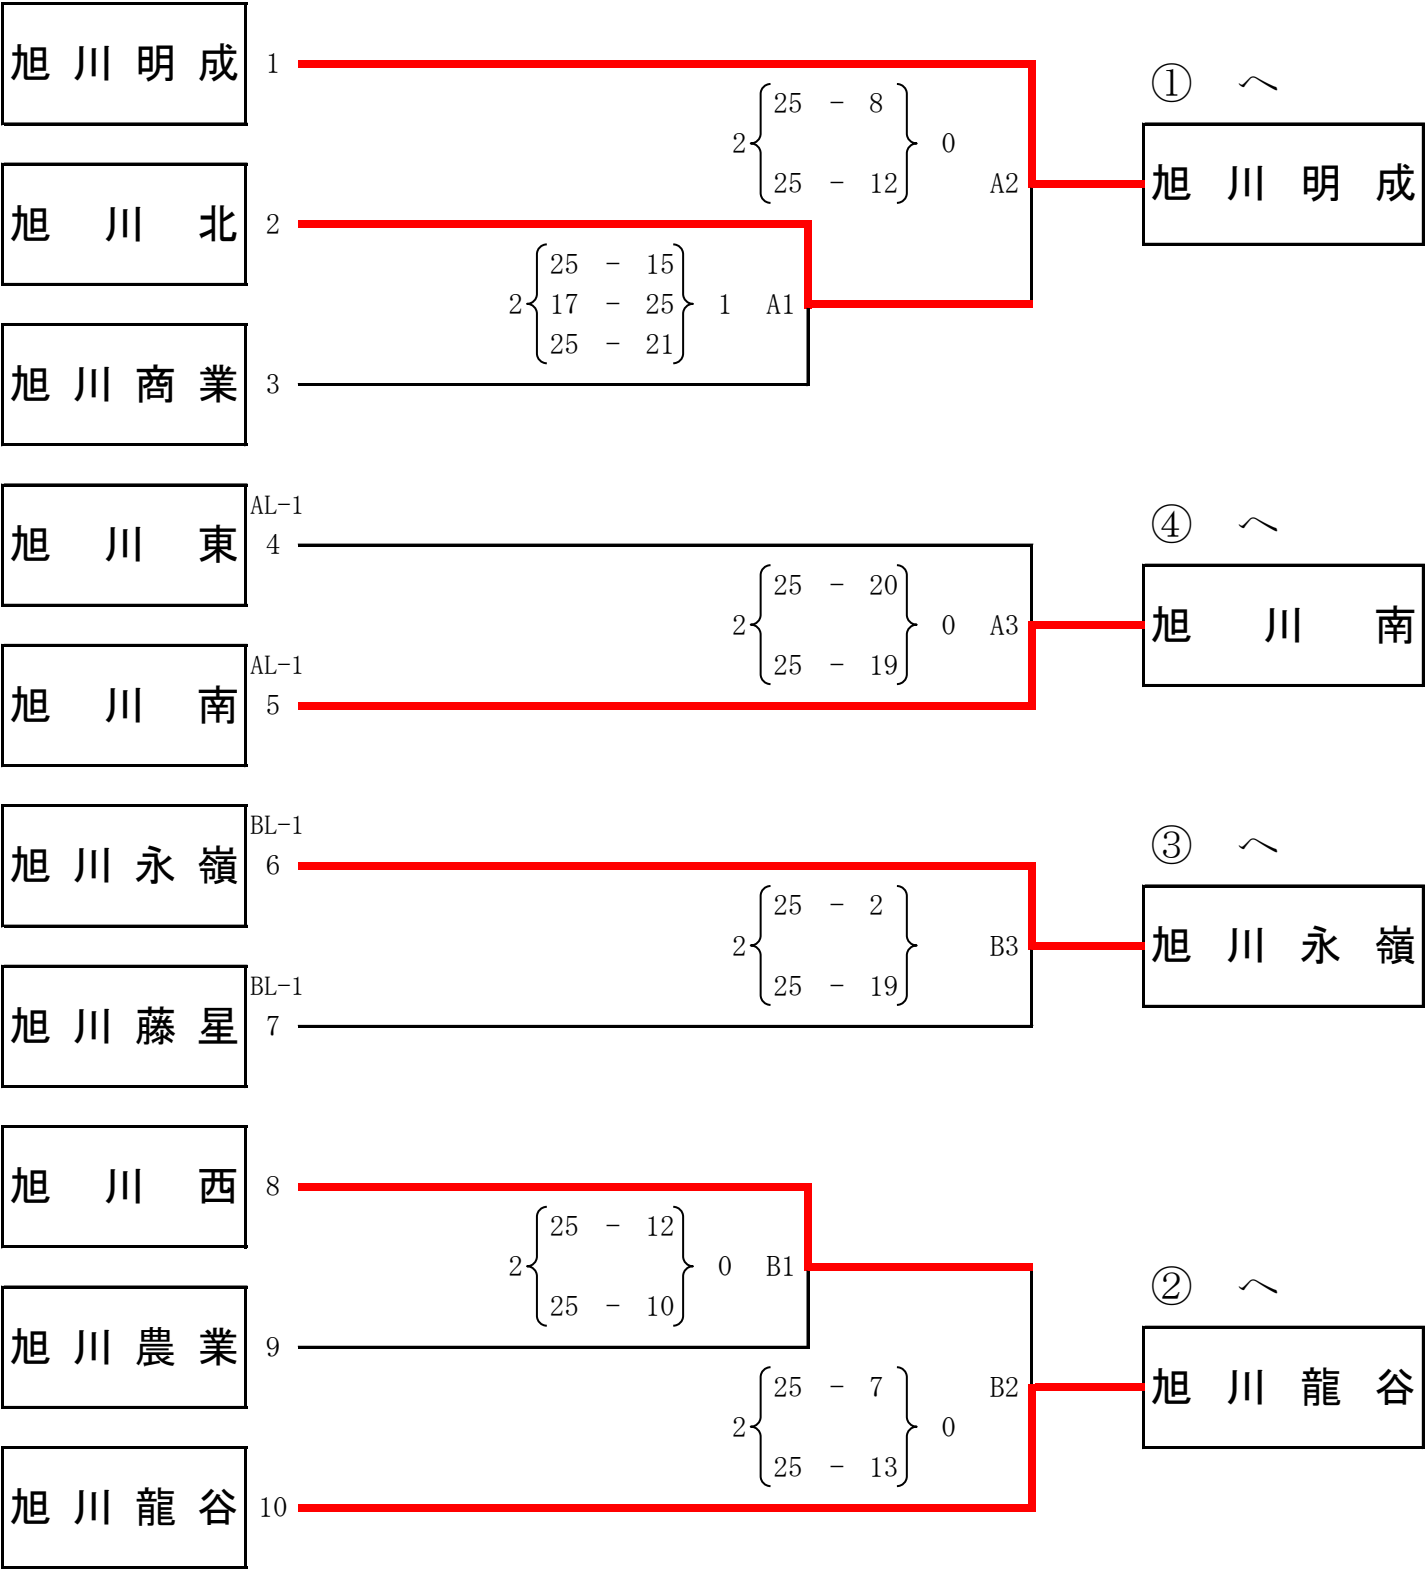 旭川明成 1
① へ
25 - 8
2 0
旭川明成
25 - 12 A2
旭川北 2
25 - 15
2 17 - 25 1 A1
25 - 21
旭川商業 3
AL-1
④ へ
旭川東 4
25 - 20
2 0 A3
旭川南
25 - 19
AL-1
旭川南 5
BL-1
③ へ
旭川永嶺 6
25 - 2
2 B3
旭川永嶺
25 - 19
BL-1
旭川藤星 7
旭川西 8
25 - 12
2 0 B1
② へ
25 - 10
旭川農業 9
25 - 7 B2
旭川龍谷
2 0
25 - 13
旭川龍谷 10